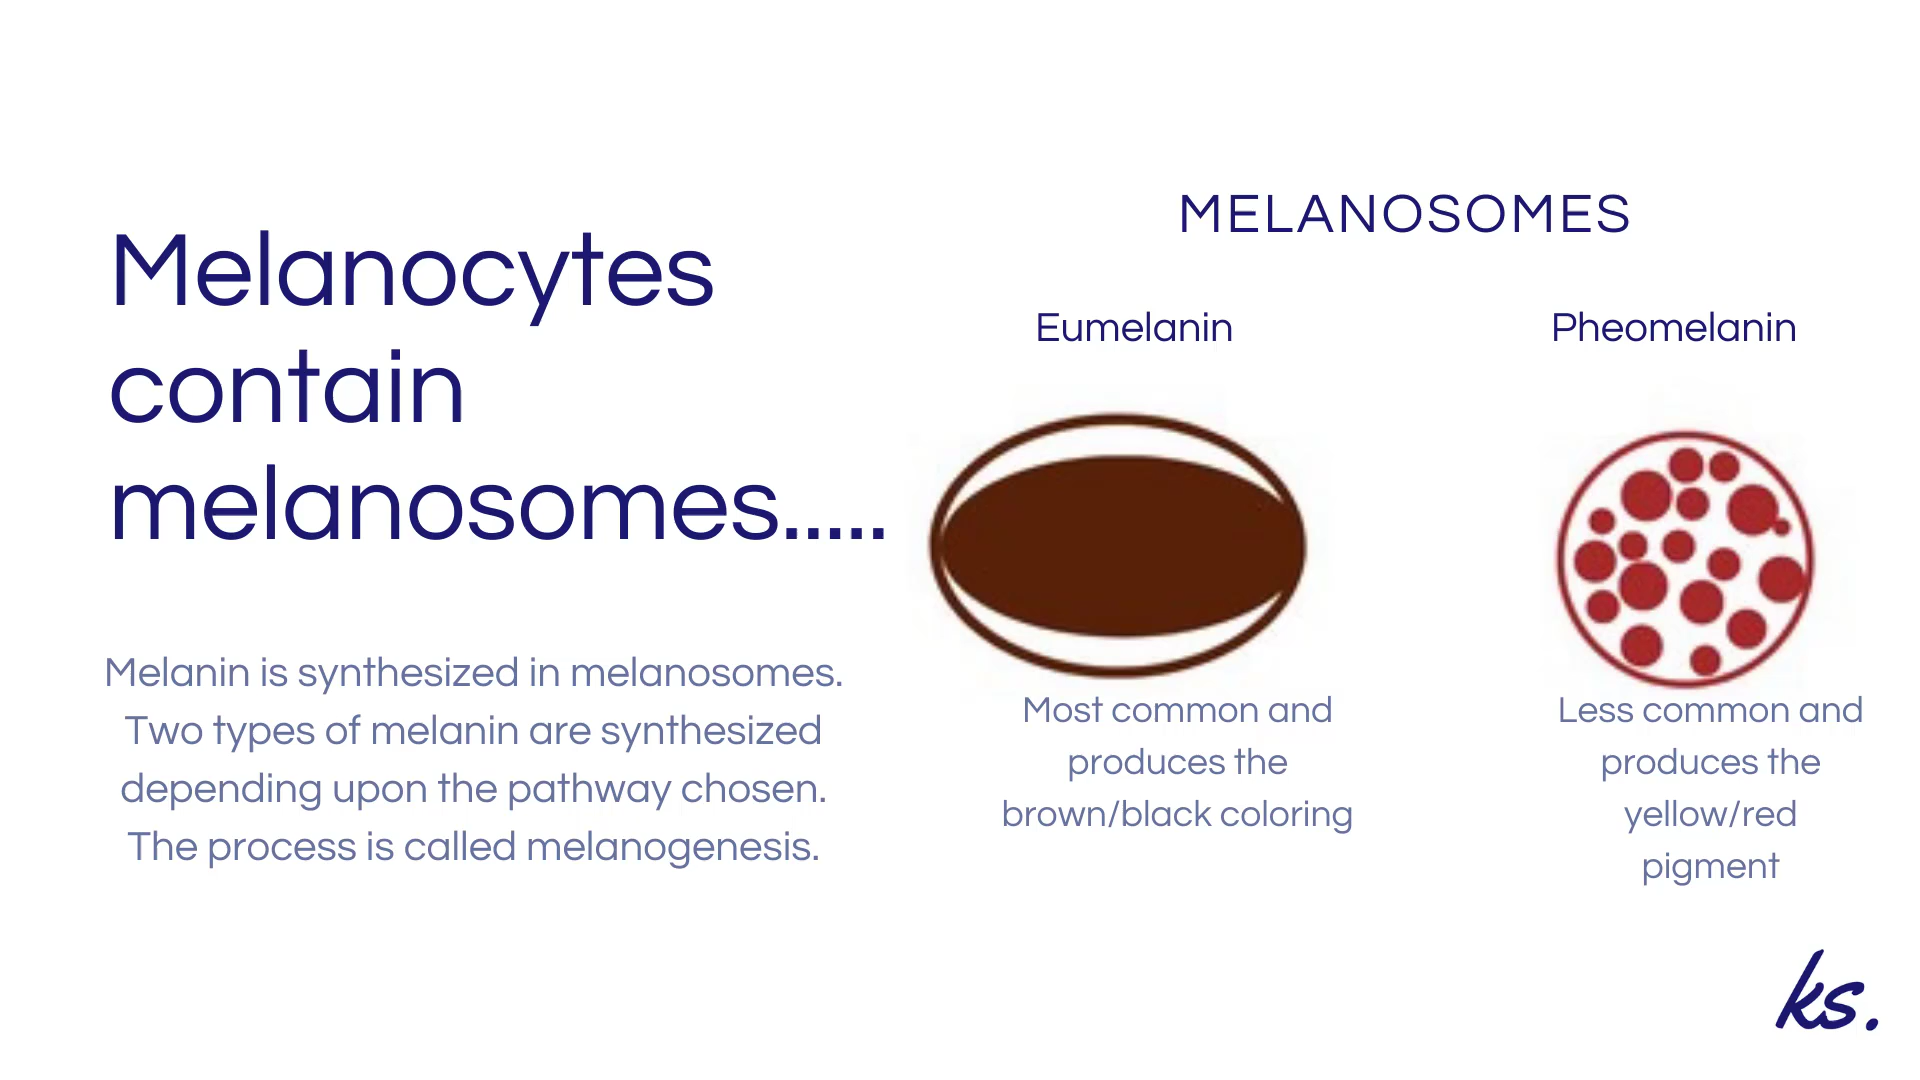 Melanocytes
contain
melanosomes.....
Melanin is synthesized in melanosomes.
Two types of melanin are synthesized
depending upon the pathway chosen.
The process is called melanogenesis.
MELANOSOMES
Eumelanin
Most common and
produces the
brown/black coloring
Pheomelanin
Less common and
produces the
yellow/red
pigment
ks.